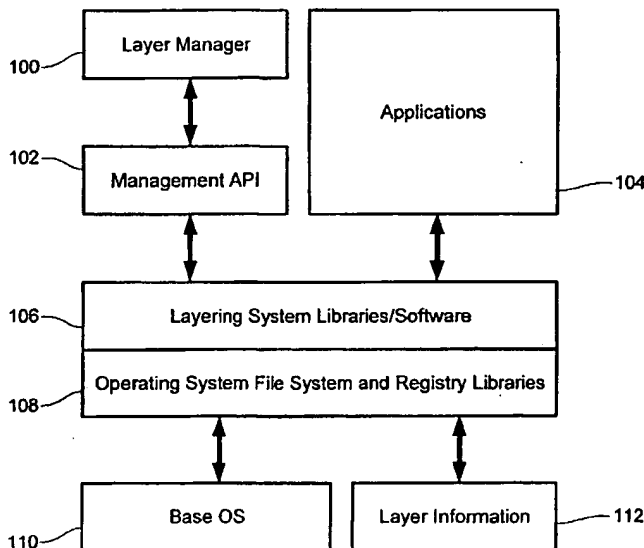 Layer Manager
100
Applications
102
Management API
104
106
Layering System Libraries/Software
Operating System File System and Registry Libraries
108
Base OS
Layer Information
110
112